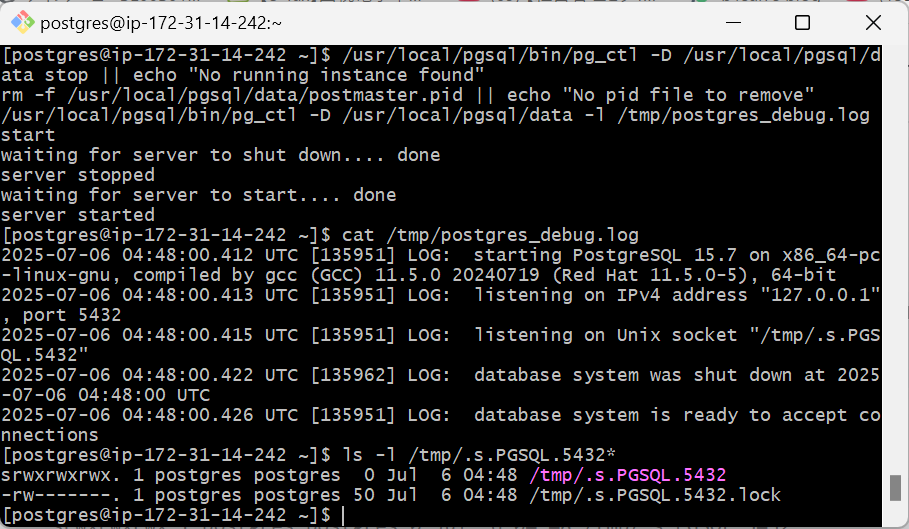 postgres@ip-172-31-14-242:~
[postgres@ip-172-31-14-242 ~]$ /usr/local/pgsql/bin/pg_ctl -D /usr/local/pgsql/d
ata stop || echo "No running instance found"
rm -f /usr/local/pgsql/data/postmaster.pid || echo "No pid file to remove"
/usr/local/pgsql/bin/pg_ctl -D /usr/local/pgsql/data -l /tmp/postgres_debug.log
start
waiting for server to shut down.... done
server stopped
waiting for server to start.... done
server started
[postgres@ip-172-31-14-242 ~]$ cat /tmp/postgres_debug.log
2025-07-06 04:48:00.412 UTC [135951] LOG:  starting PostgreSQL 15.7 on x86_64-pc
-linux-gnu, compiled by gcc (GCC) 11.5.0 20240719 (Red Hat 11.5.0-5), 64-bit
2025-07-06 04:48:00.413 UTC [135951] LOG:  listening on IPv4 address "127.0.0.1"
, port 5432
2025-07-06 04:48:00.415 UTC [135951] LOG:  listening on Unix socket "/tmp/.s.PGS
QL.5432"
2025-07-06 04:48:00.422 UTC [135962] LOG:  database system was shut down at 2025
-07-06 04:48:00 UTC
2025-07-06 04:48:00.426 UTC [135951] LOG:  database system is ready to accept co
nnections
[postgres@ip-172-31-14-242 ~]$ ls -l /tmp/.s.PGSQL.5432*
srwxrwxrwx. 1 postgres postgres  0 Jul  6 04:48 /tmp/.s.PGSQL.5432
-rw-------. 1 postgres postgres 50 Jul  6 04:48 /tmp/.s.PGSQL.5432.lock
[postgres@ip-172-31-14-242 ~]$